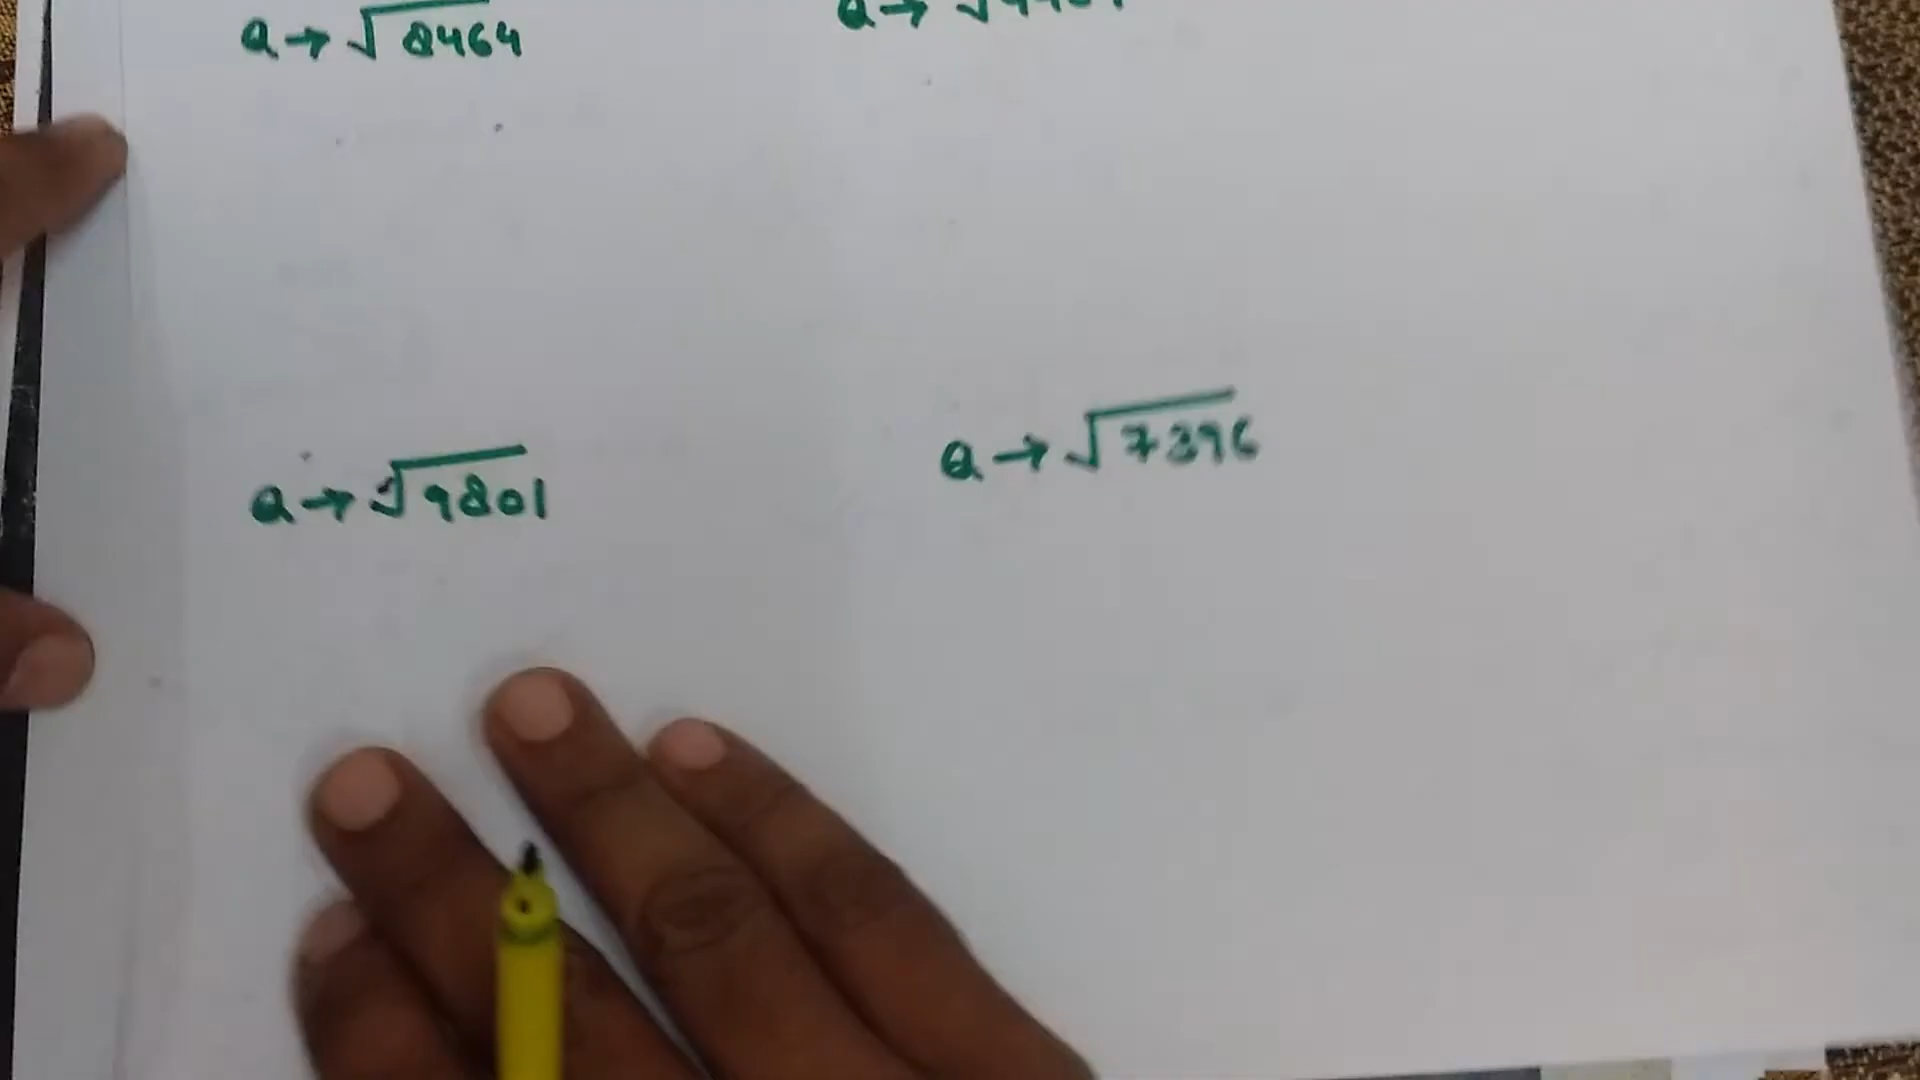 Q → √8464
Q →
Q → √9801
Q → √7396